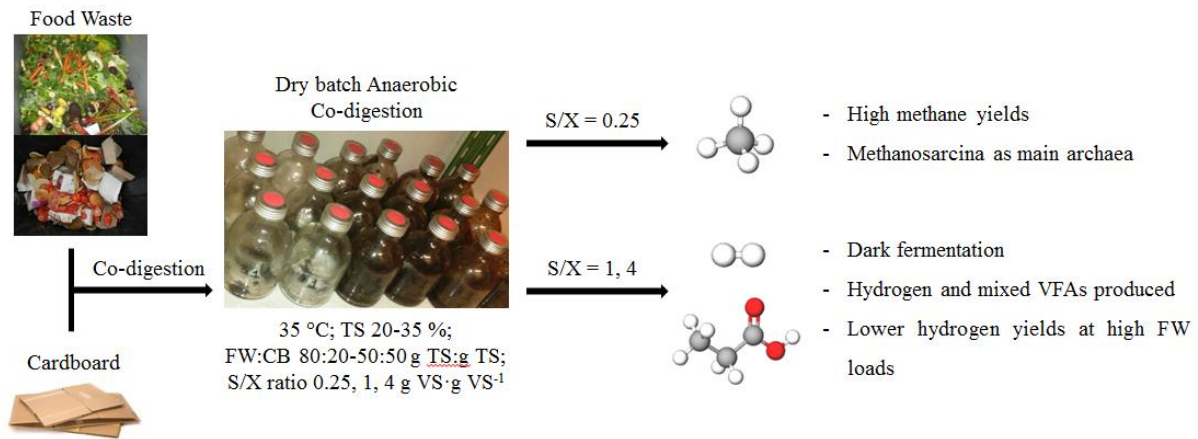 Food Waste
Co-digestion
Cardboard
Dry batch Anaerobic
Co-digestion
35 °C; TS 20-35 %;
FW:CB 80:20-50:50 g TS:g TS;
S/X ratio 0.25, 1, 4 g VS·g VS⁻¹
S/X = 0.25
- High methane yields
- Methanosarcina as main archaea
S/X = 1, 4
- Dark fermentation
- Hydrogen and mixed VFAs produced
- Lower hydrogen yields at high FW
loads